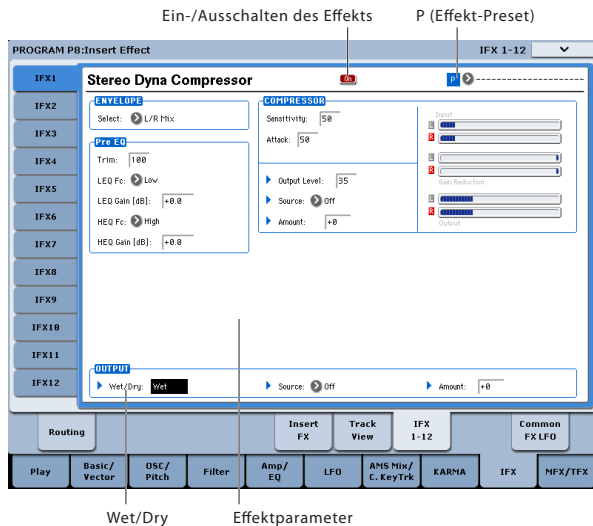 Ein-/Ausschalten des Effekts
P (Effekt-Preset)
PROGRAM P8:Insert Effect
IFX 1-12
IFX1
IFX2
IFX3
IFX4
IFX5
IFX6
IFX7
IFX8
IFX9
IFX10
IFX11
IFX12
Stereo Dyna Compressor
On
P
----------------
ENVELOPE
Select: L/R Mix
Pre EQ
Trim: 100
LEQ Fc: Low
LEQ Gain [dB]: +0.0
HEQ Fc: High
HEQ Gain [dB]: +0.0
COMPRESSOR
Sensitivity: 50
Attack: 50
Output Level: 35
Source: Off
Amount: +0
Input
L
R
L
R
Gain Reduction
L
R
Output
OUTPUT
Wet/Dry: Wet
Source: Off
Amount: +0
Routing
Insert FX
Track View
IFX 1-12
Common FX LFO
Play
Basic/ Vector
OSC/ Pitch
Filter
Amp/ EQ
LFO
AMS Mix/ C. KeyTrk
KARMA
IFX
MFX/TFX
Wet/Dry
Effektparameter